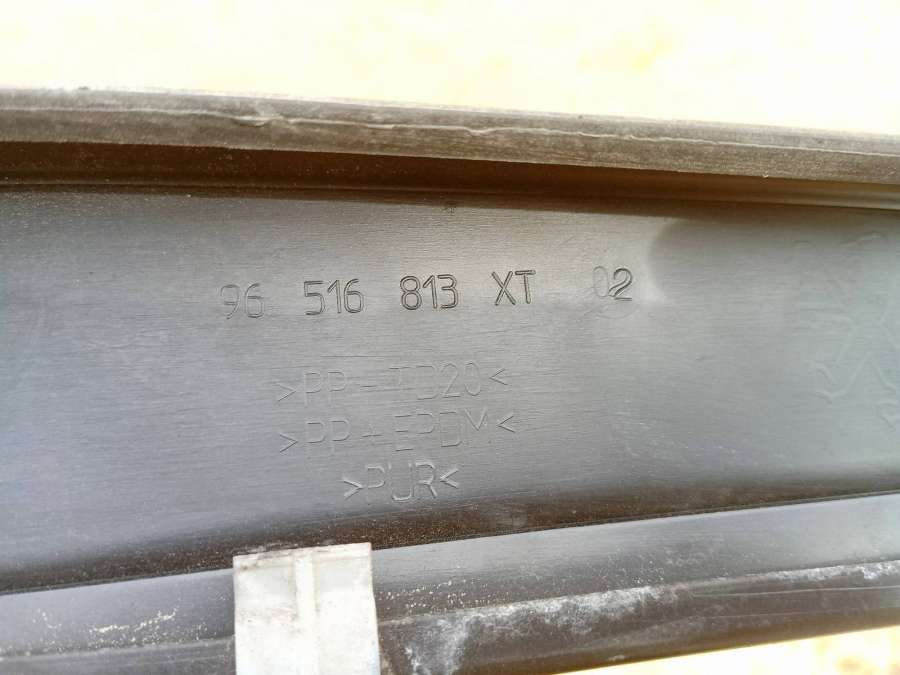 96 516 813 XT 02
>PP-TD20<
>PP+EPDM<
>PUR<